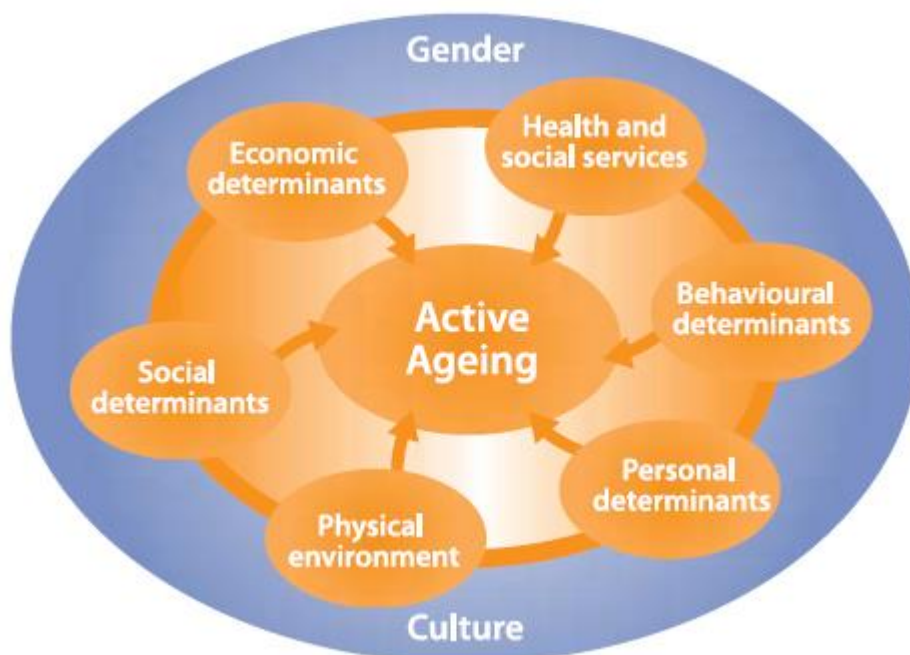 Gender
Economic
determinants
Health and
social services
Active
Ageing
Behavioural
determinants
Social
determinants
Personal
determinants
Physical
environment
Culture